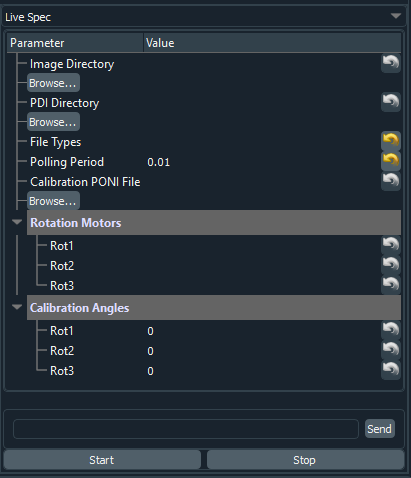 Live Spec
Parameter Value
Image Directory
Browse...
PDI Directory
Browse...
File Types
Polling Period 0.01
Calibration PONI File
Browse...
Rotation Motors
Rot1
Rot2
Rot3
Calibration Angles
Rot1 0
Rot2 0
Rot3 0
Send
Start Stop